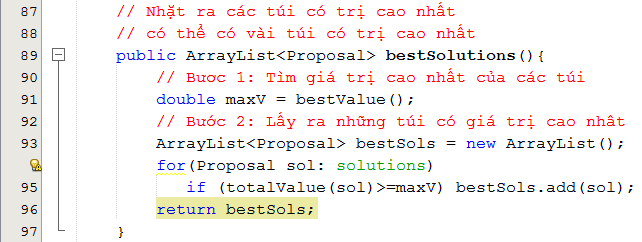 87 // Nhặt ra các túi có trị cao nhất
88 // có thể có vài túi có trị cao nhất
89 public ArrayList<Proposal> bestSolutions(){
90 // Bươc 1: Tìm giá trị cao nhất của các túi
91 double maxV = bestValue();
92 // Bước 2: Lấy ra những túi có giá trị cao nhât
93 ArrayList<Proposal> bestSols = new ArrayList();
for(Proposal sol: solutions)
95 if (totalValue(sol)>=maxV) bestSols.add(sol);
96 return bestSols;
97 }